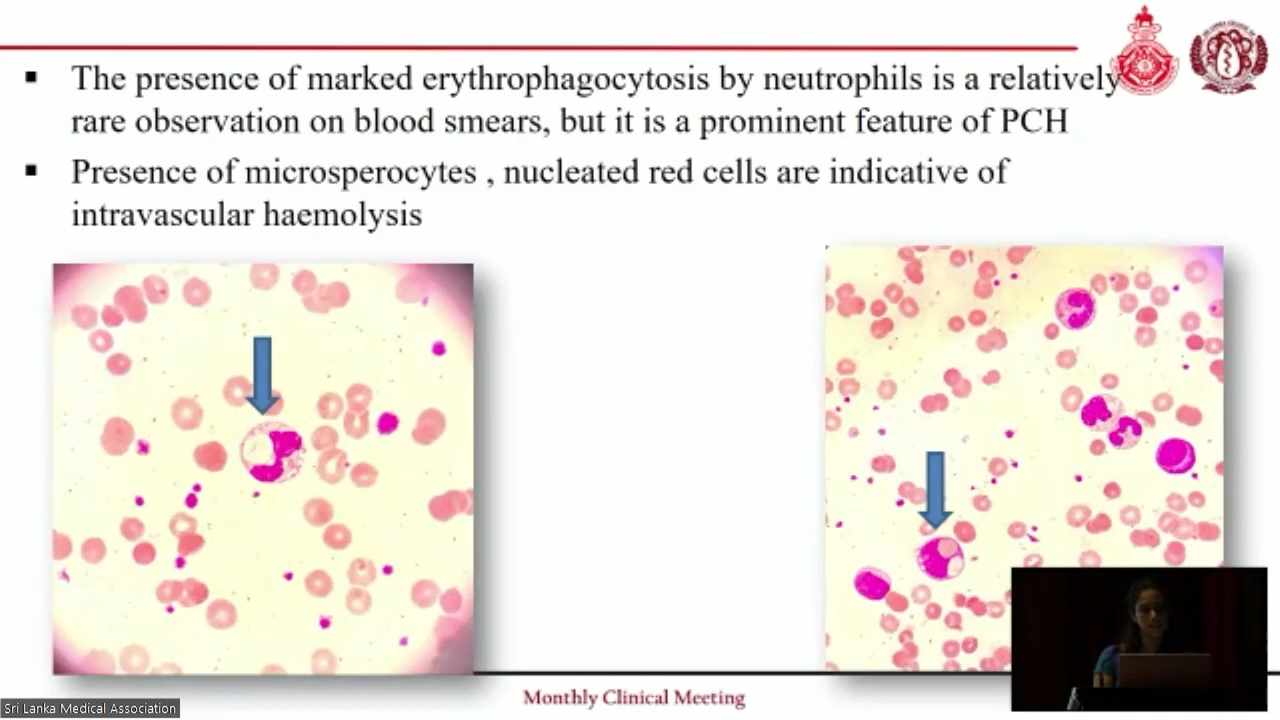 The presence of marked erythrophagocytosis by neutrophils is a relatively
rare observation on blood smears, but it is a prominent feature of PCH
Presence of microsperocytes , nucleated red cells are indicative of
intravascular haemolysis
Monthly Clinical Meeting
Sri Lanka Medical Association